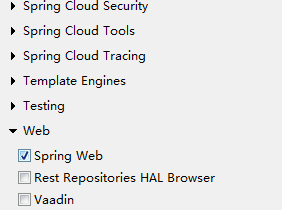 Spring Cloud Security
Spring Cloud Tools
Spring Cloud Tracing
Template Engines
Testing
Web
Spring Web
Rest Repositories HAL Browser
Vaadin